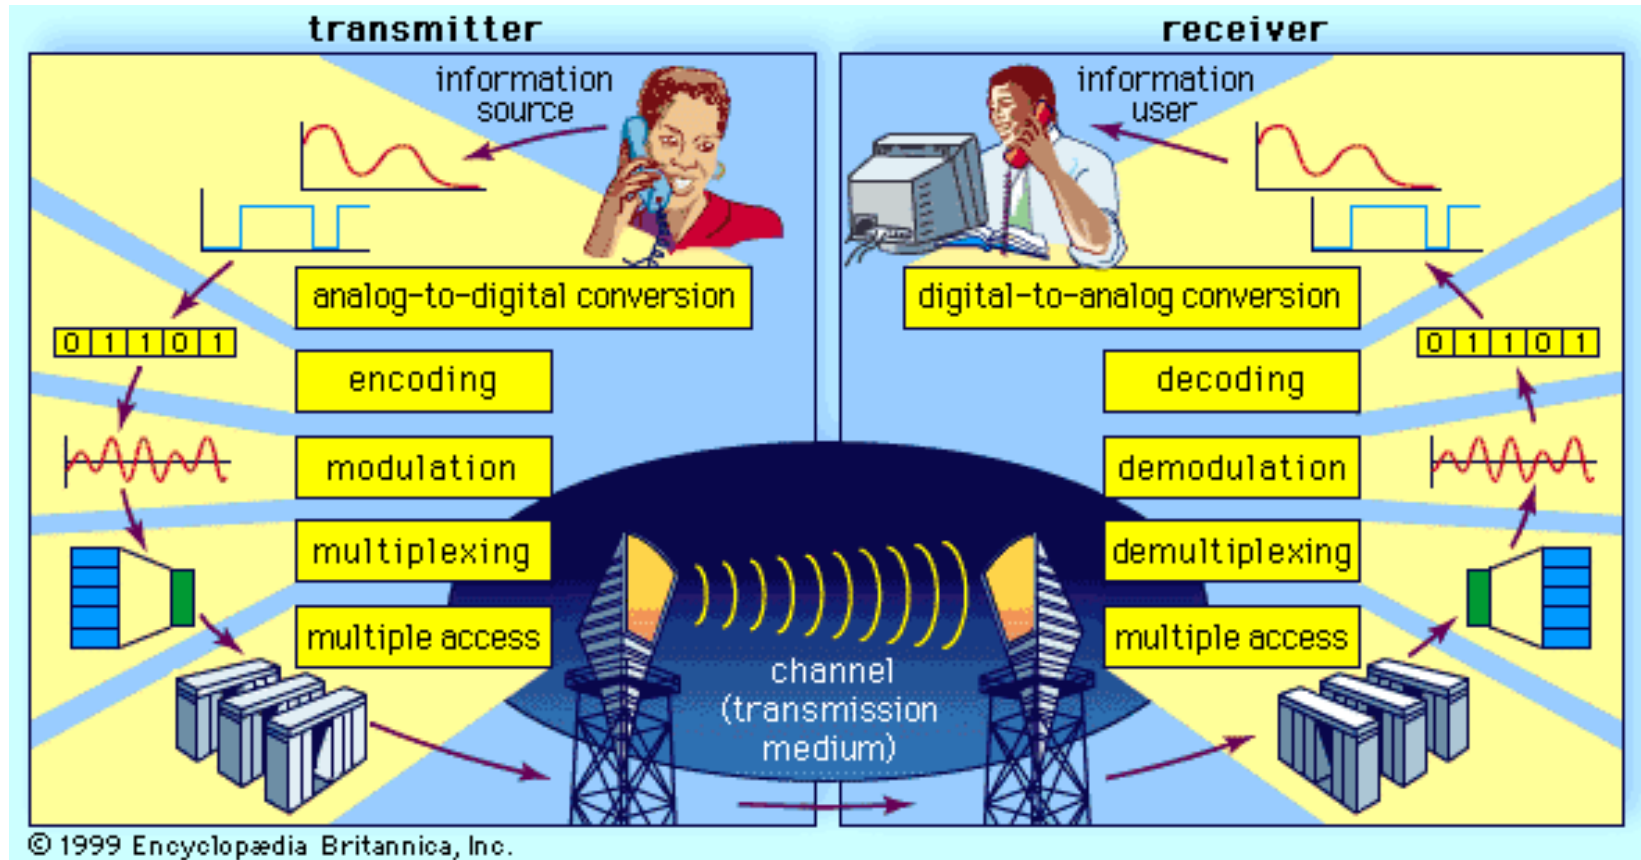 transmitter
information
source
analog-to-digital conversion
0 1 1 0 1
encoding
modulation
multiplexing
multiple access
channel
(transmission
medium)
receiver
information
user
digital-to-analog conversion
0 1 1 0 1
decoding
demodulation
demultiplexing
multiple access
© 1999 Encyclopædia Britannica, Inc.